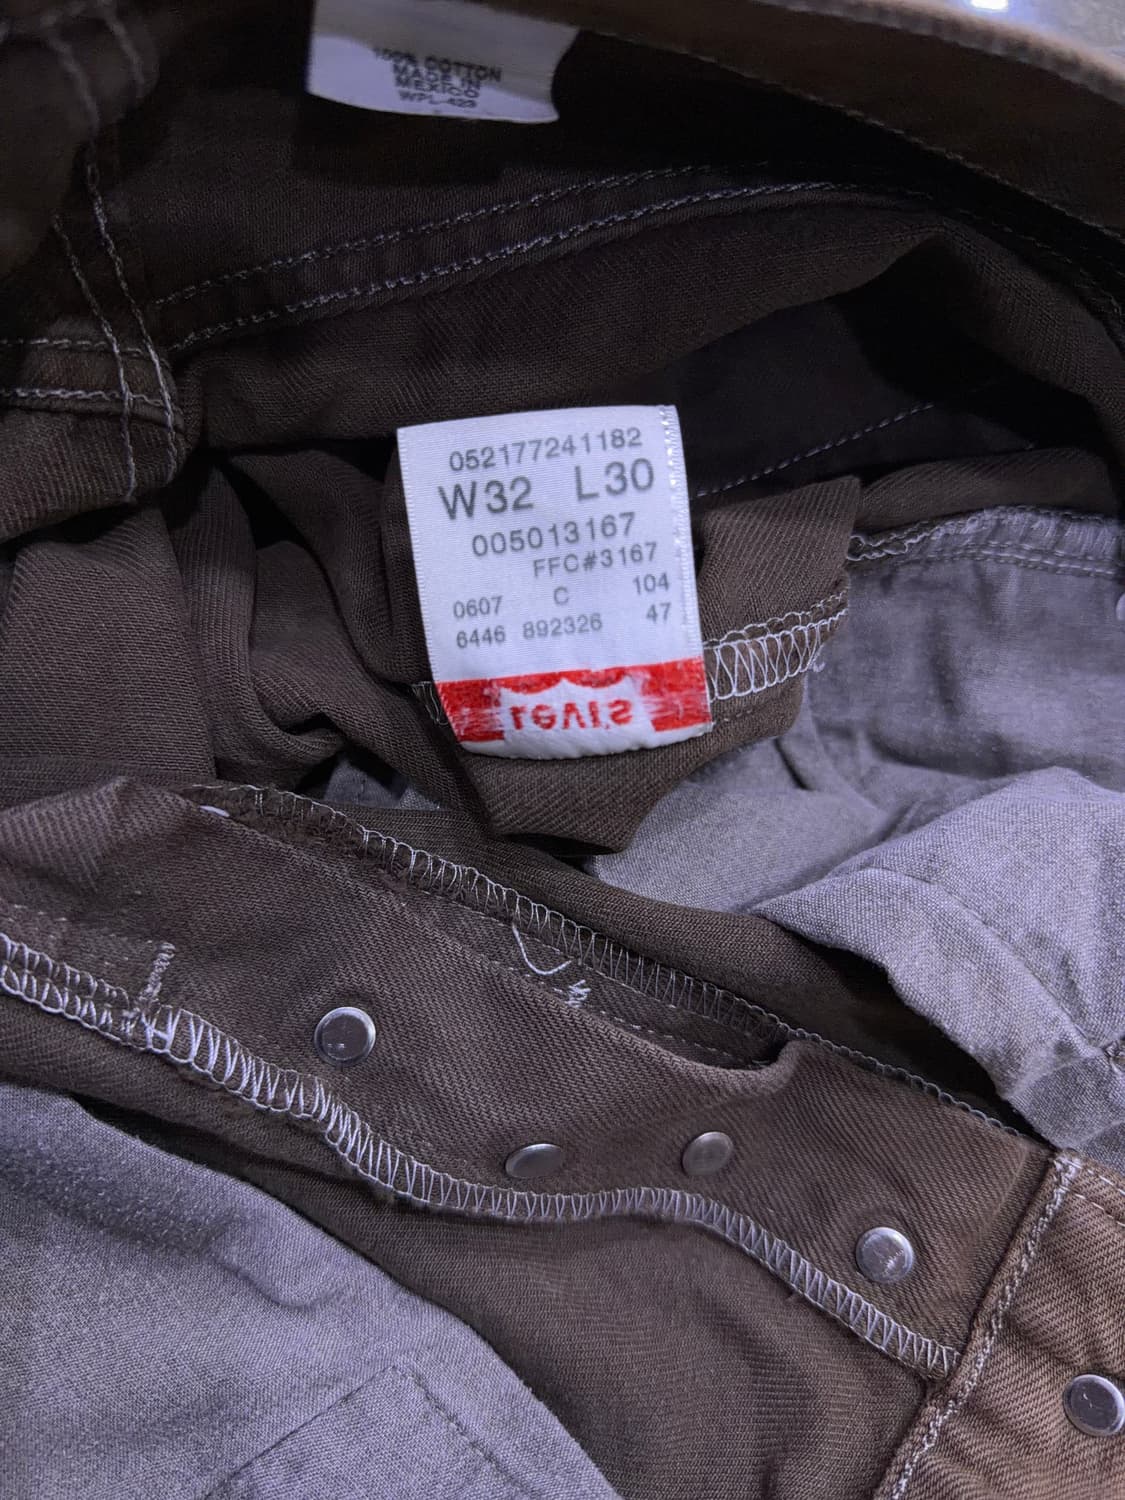 100% COTTON
MADE IN
MEXICO
WPL-423
052177241182
W32 L30
005013167
FFC#3167
0607 C 104
6446 892326 47
Levi's